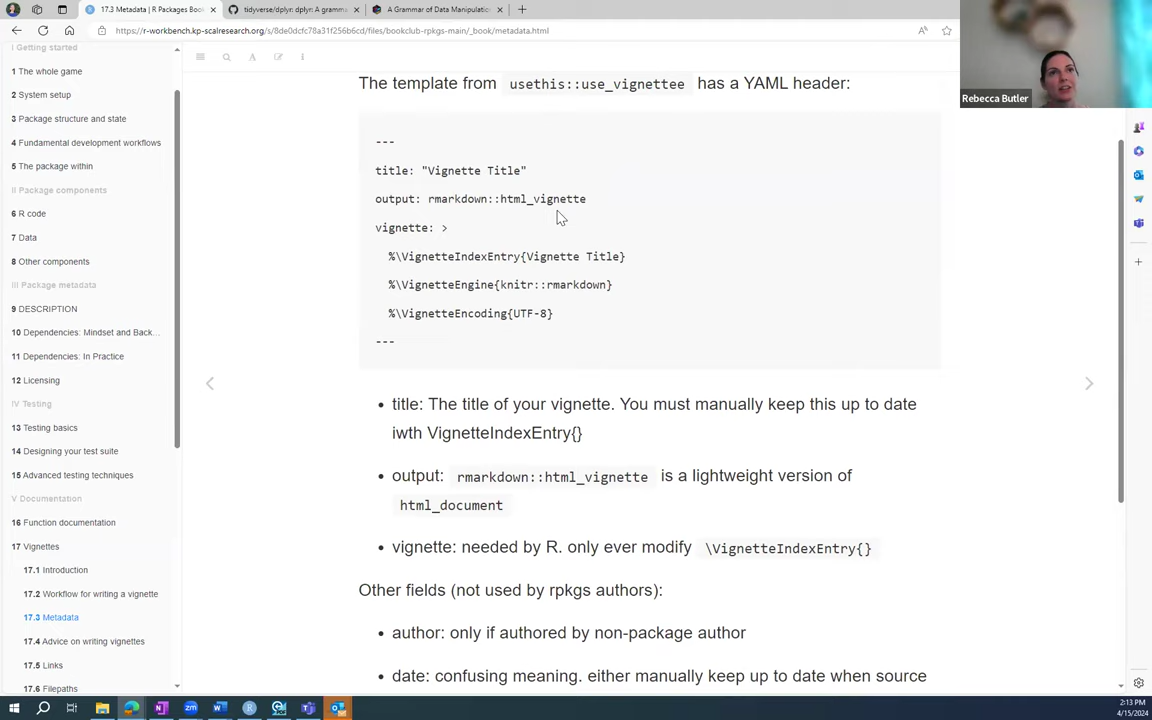 17.3 Metadata | R Packages Boo
tidyverse/dplyr: dplyr: A gramma
A Grammar of Data Manipulation
https://r-workbench.kp-scalresearch.org/s/8de0dcfc78a31f256b6cd/files/bookclub-rpkgs-main/_book/metadata.html
Rebecca Butler
I Getting started
1 The whole game
2 System setup
3 Package structure and state
4 Fundamental development workflows
5 The package within
II Package components
6 R code
7 Data
8 Other components
III Package metadata
9 DESCRIPTION
10 Dependencies: Mindset and Back...
11 Dependencies: In Practice
12 Licensing
IV Testing
13 Testing basics
14 Designing your test suite
15 Advanced testing techniques
V Documentation
16 Function documentation
17 Vignettes
17.1 Introduction
17.2 Workflow for writing a vignette
17.3 Metadata
17.4 Advice on writing vignettes
17.5 Links
17.6 Filepaths
The template from usethis::use_vignettee has a YAML header:
---
title: "Vignette Title"
output: rmarkdown::html_vignette
vignette: >
%\VignetteIndexEntry{Vignette Title}
%\VignetteEngine{knitr::rmarkdown}
%\VignetteEncoding{UTF-8}
---
• title: The title of your vignette. You must manually keep this up to date
iwth VignetteIndexEntry{}
• output: rmarkdown::html_vignette is a lightweight version of
html_document
• vignette: needed by R. only ever modify \VignetteIndexEntry{}
Other fields (not used by rpkgs authors):
• author: only if authored by non-package author
• date: confusing meaning. either manually keep up to date when source
2:13 PM
4/15/2024